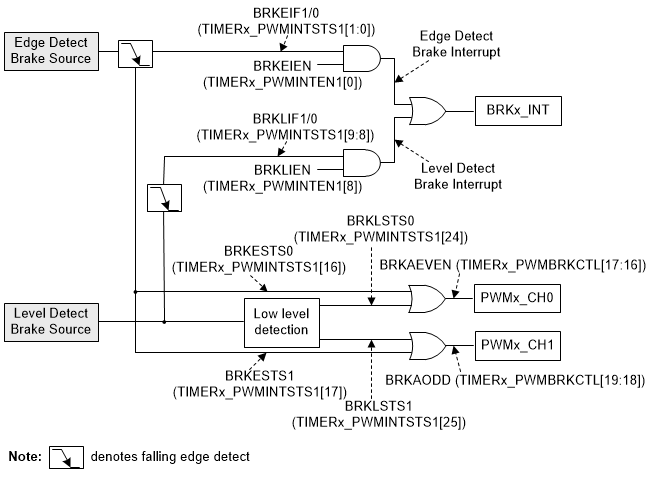 BRKEIF1/0
(TIMERx_PWMINTSTS1[1:0])
Edge Detect
Brake Source
Edge Detect
Brake Interrupt
BRKEIEN
(TIMERx_PWMINTEN1[0])
BRKx_INT
BRKLIF1/0
(TIMERx_PWMINTSTS1[9:8])
BRKLIEN
(TIMERx_PWMINTEN1[8])
Level Detect
Brake Interrupt
BRKLSTS0
(TIMERx_PWMINTSTS1[24])
BRKESTS0
(TIMERx_PWMINTSTS1[16])
BRKAEVEN (TIMERx_PWMBRKCTL[17:16])
Level Detect
Brake Source
Low level
detection
PWMx_CH0
PWMx_CH1
BRKESTS1
(TIMERx_PWMINTSTS1[17])
BRKAODD (TIMERx_PWMBRKCTL[19:18])
BRKLSTS1
(TIMERx_PWMINTSTS1[25])
Note: denotes falling edge detect